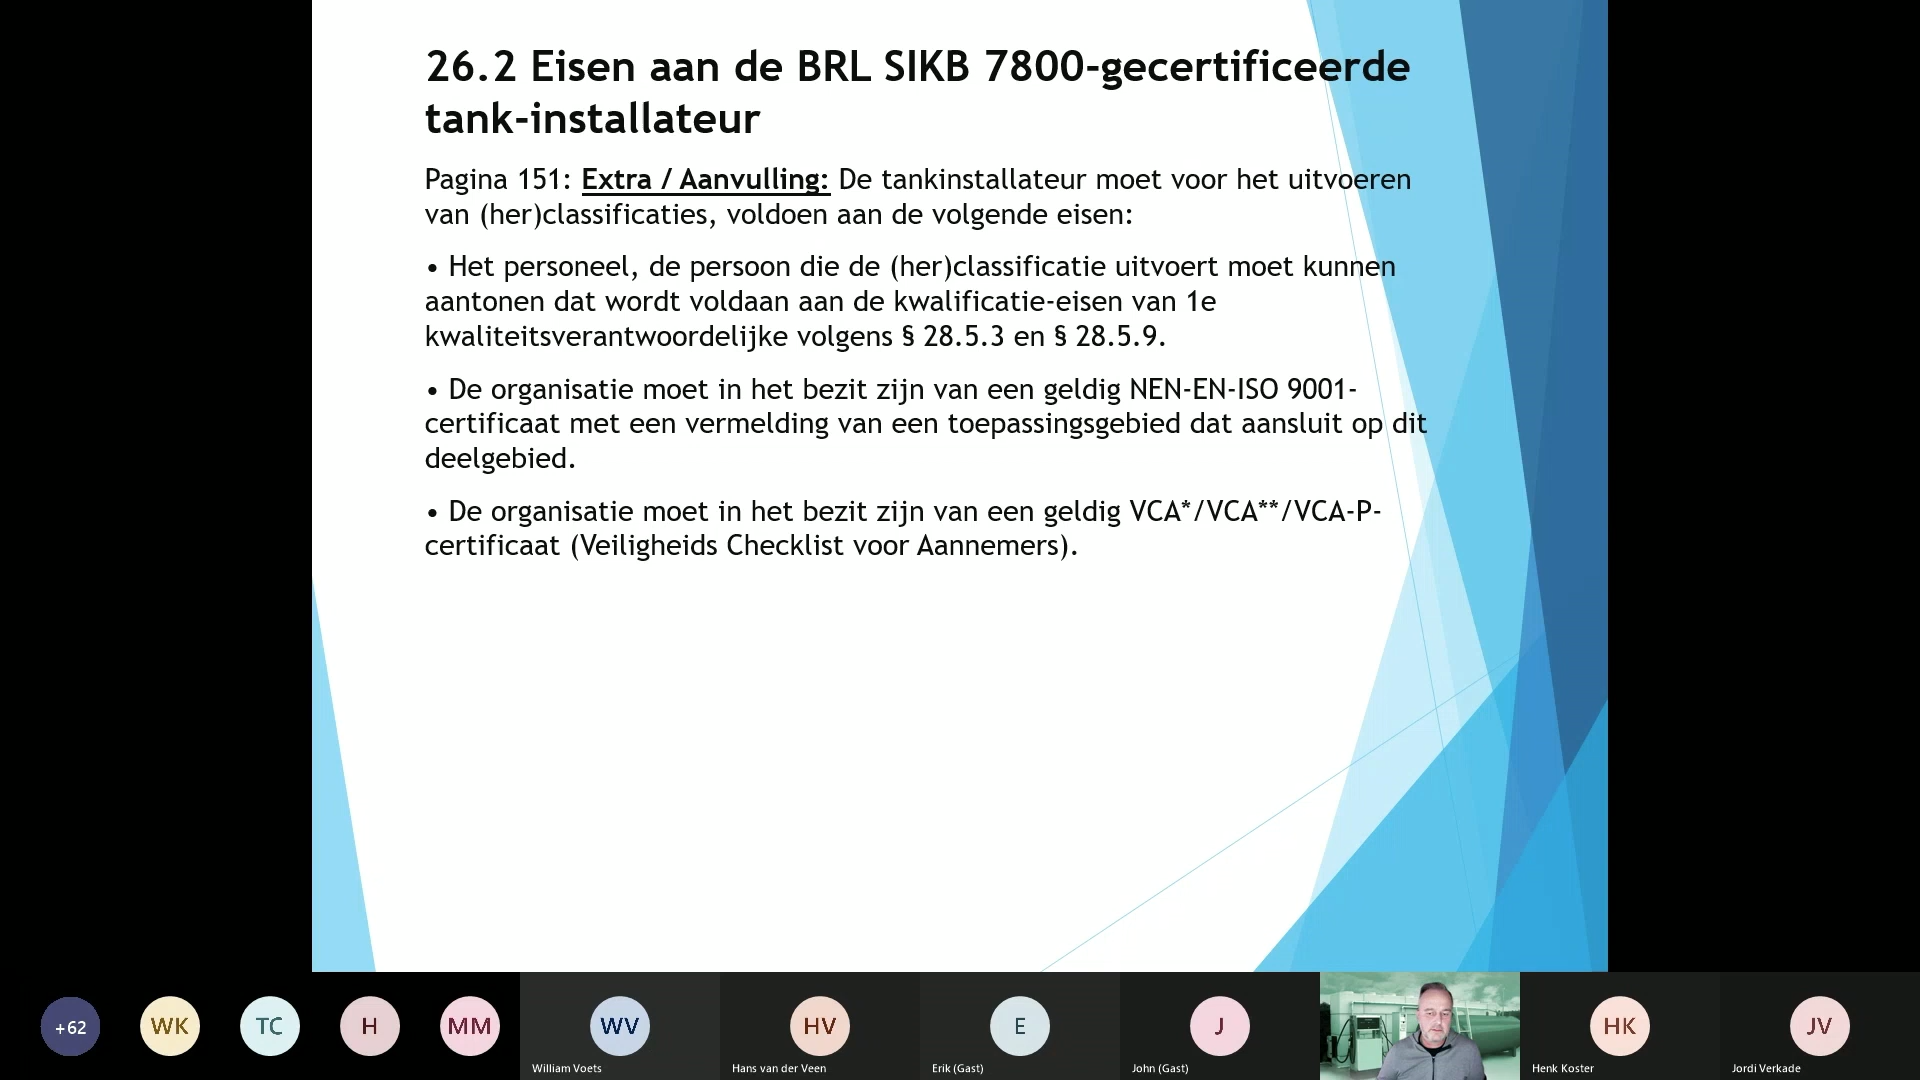 26.2 Eisen aan de BRL SIKB 7800-gecertificeerde
tank-installateur
Pagina 151: Extra / Aanvulling: De tankinstallateur moet voor het uitvoeren
van (her)classificaties, voldoen aan de volgende eisen:
• Het personeel, de persoon die de (her)classificatie uitvoert moet kunnen
aantonen dat wordt voldaan aan de kwalificatie-eisen van 1e
kwaliteitsverantwoordelijke volgens § 28.5.3 en § 28.5.9.
• De organisatie moet in het bezit zijn van een geldig NEN-EN-ISO 9001-
certificaat met een vermelding van een toepassingsgebied dat aansluit op dit
deelgebied.
• De organisatie moet in het bezit zijn van een geldig VCA*/VCA**/VCA-P-
certificaat (Veiligheids Checklist voor Aannemers).
+62
WK
TC
H
MM
WV
HV
E
J
HK
JV
William Voets
Hans van der Veen
Erik (Gast)
John (Gast)
Henk Koster
Jordi Verkade